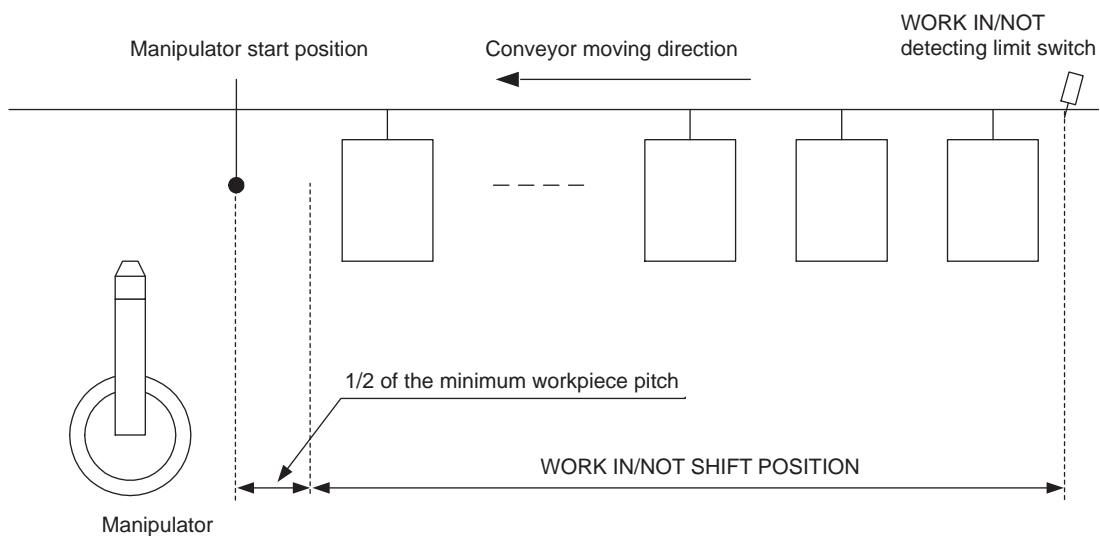 WORK IN/NOT
detecting limit switch
Manipulator start position
Conveyor moving direction
1/2 of the minimum workpiece pitch
WORK IN/NOT SHIFT POSITION
Manipulator